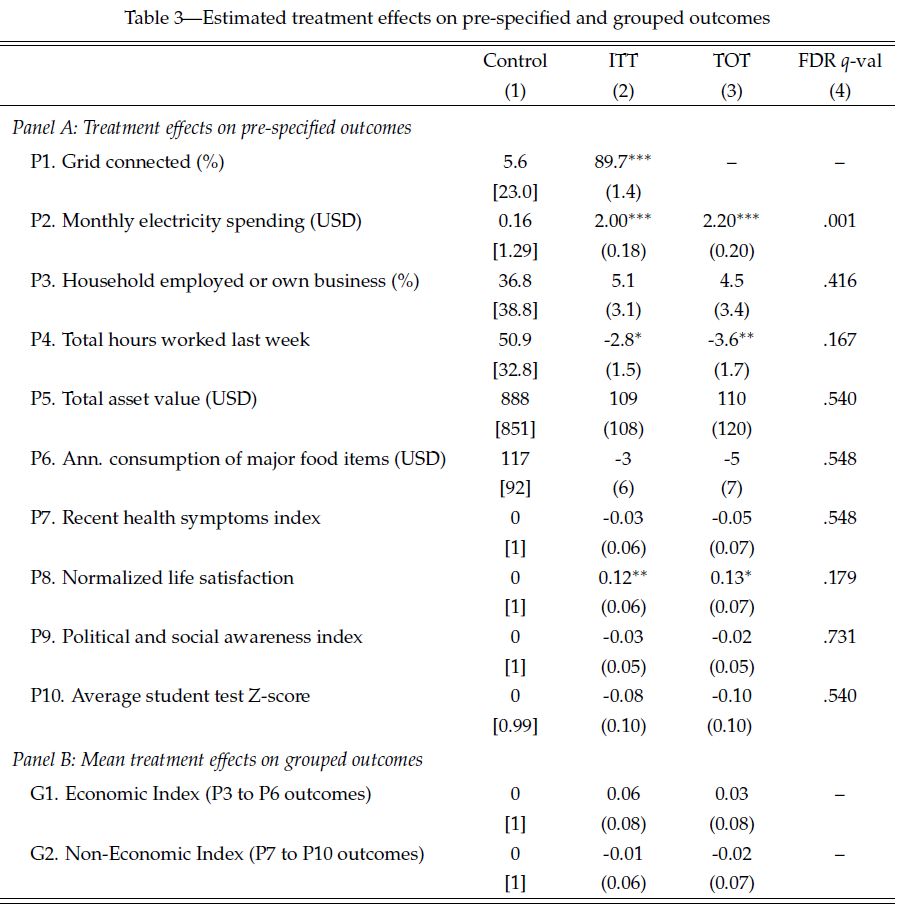 Table 3—Estimated treatment effects on pre-specified and grouped outcomes
Control ITT TOT FDR q-val
(1) (2) (3) (4)
Panel A: Treatment effects on pre-specified outcomes
P1. Grid connected (%) 5.6 89.7*** – –
[23.0] (1.4)
P2. Monthly electricity spending (USD) 0.16 2.00*** 2.20*** .001
[1.29] (0.18) (0.20)
P3. Household employed or own business (%) 36.8 5.1 4.5 .416
[38.8] (3.1) (3.4)
P4. Total hours worked last week 50.9 -2.8* -3.6** .167
[32.8] (1.5) (1.7)
P5. Total asset value (USD) 888 109 110 .540
[851] (108) (120)
P6. Ann. consumption of major food items (USD) 117 -3 -5 .548
[92] (6) (7)
P7. Recent health symptoms index 0 -0.03 -0.05 .548
[1] (0.06) (0.07)
P8. Normalized life satisfaction 0 0.12** 0.13* .179
[1] (0.06) (0.07)
P9. Political and social awareness index 0 -0.03 -0.02 .731
[1] (0.05) (0.05)
P10. Average student test Z-score 0 -0.08 -0.10 .540
[0.99] (0.10) (0.10)
Panel B: Mean treatment effects on grouped outcomes
G1. Economic Index (P3 to P6 outcomes) 0 0.06 0.03 –
[1] (0.08) (0.08)
G2. Non-Economic Index (P7 to P10 outcomes) 0 -0.01 -0.02 –
[1] (0.06) (0.07)